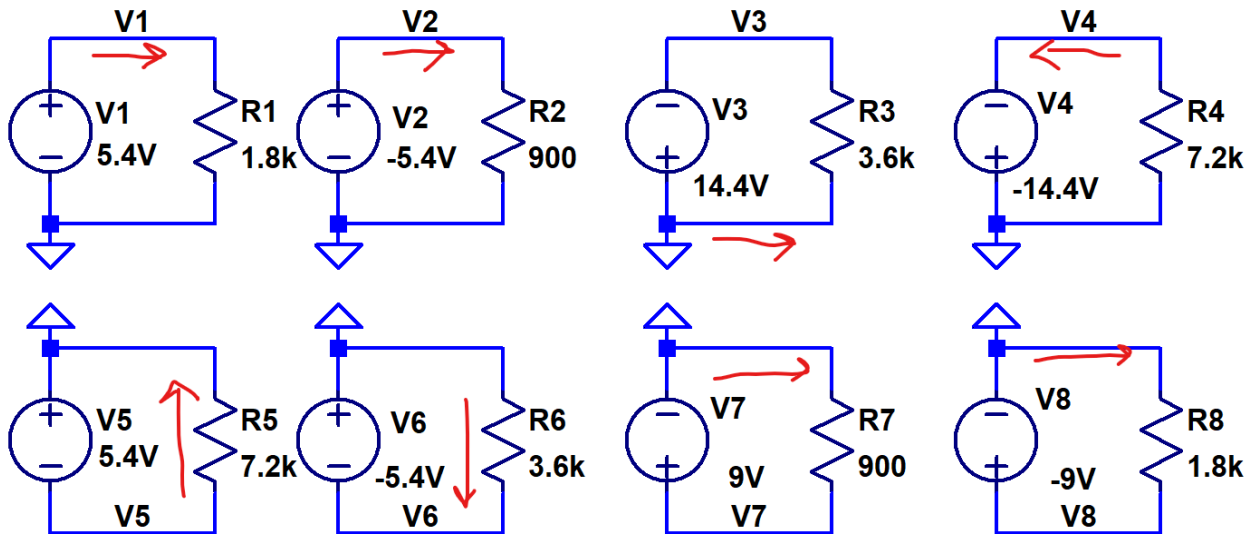 V1
V1
5.4V
R1
1.8k
V2
V2
-5.4V
R2
900
V3
V3
14.4V
R3
3.6k
V4
V4
-14.4V
R4
7.2k
V5
5.4V
R5
7.2k
V5
V6
-5.4V
R6
3.6k
V6
V7
9V
R7
900
V7
V8
-9V
R8
1.8k
V8